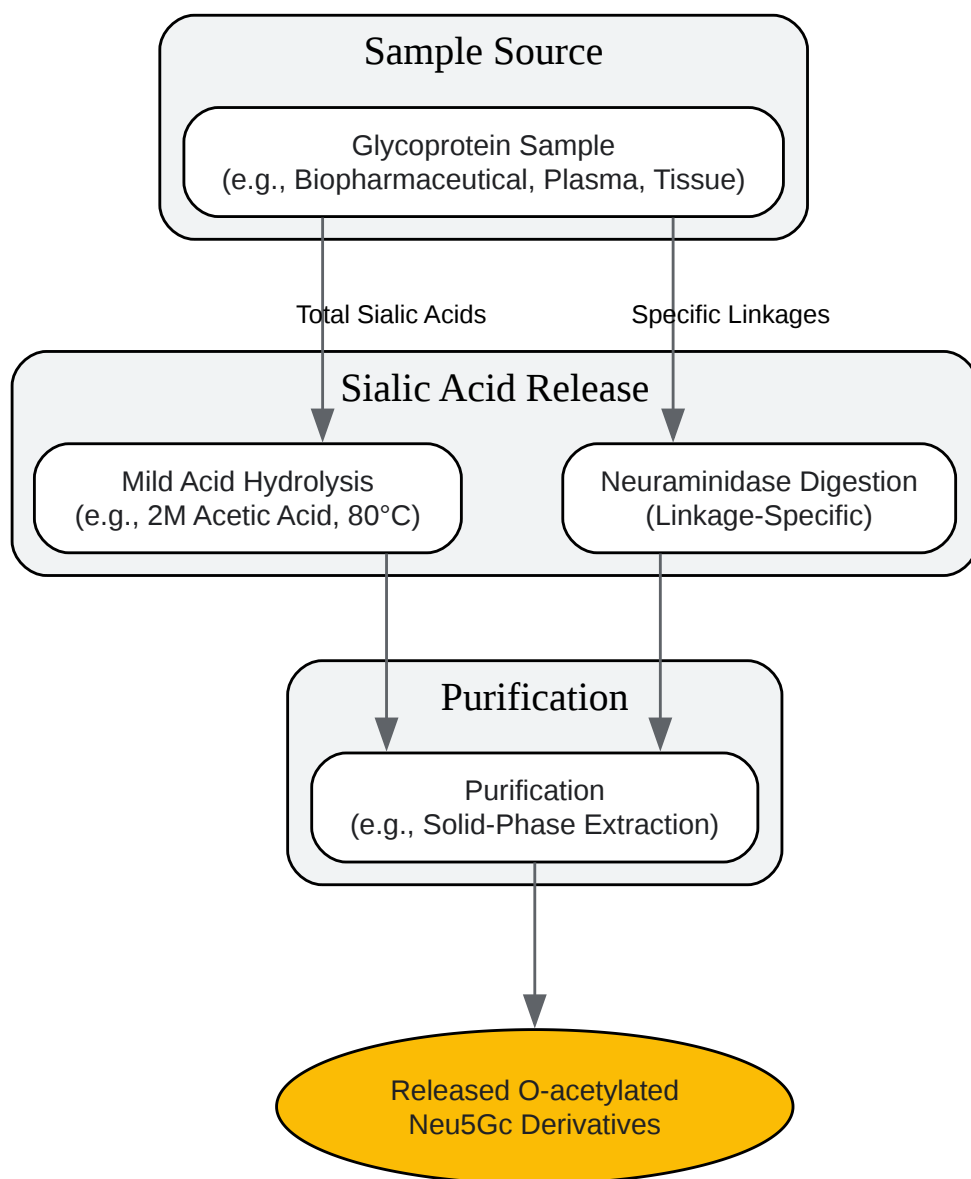 Sample Source
Glycoprotein Sample
(e.g., Biopharmaceutical, Plasma, Tissue)
Total Sialic Acids
Specific Linkages
Sialic Acid Release
Mild Acid Hydrolysis
(e.g., 2M Acetic Acid, 80°C)
Neuraminidase Digestion
(Linkage-Specific)
Purification
Purification
(e.g., Solid-Phase Extraction)
Released O-acetylated
Neu5Gc Derivatives